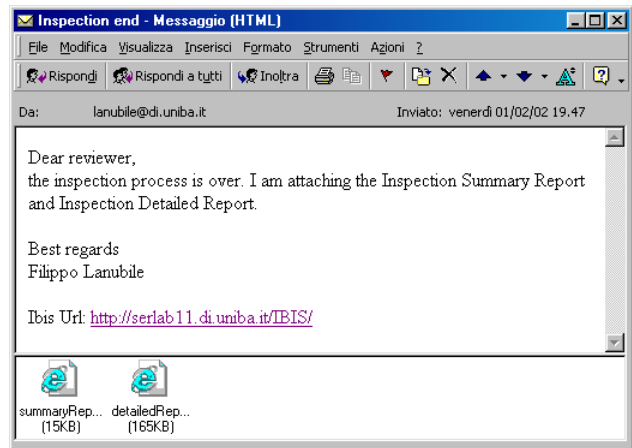 Inspection end - Messaggio (HTML)
File Modifica Visualizza Inserisci Formato Strumenti Azioni ?
Rispondi Rispondi a tutti Inoltra
Da: lanubile@di.uniba.it Inviato: venerdì 01/02/02 19.47
Dear reviewer,
the inspection process is over. I am attaching the Inspection Summary Report
and Inspection Detailed Report.
Best regards
Filippo Lanubile
Ibis Url: http://serlab11.di.uniba.it/IBIS/
summaryRep... detailedRep...
(15KB) (165KB)